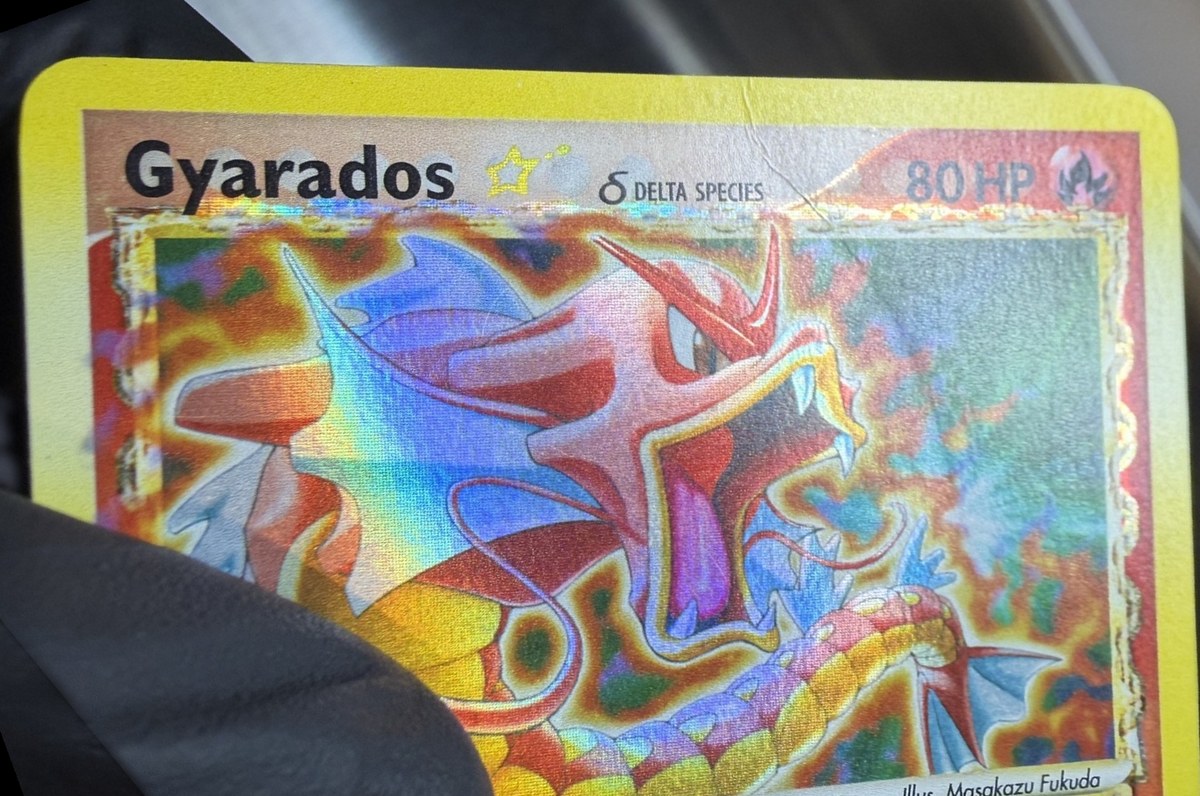 Gyarados ☆ δ DELTA SPECIES 80 HP
Illus. Masakazu Fukuda